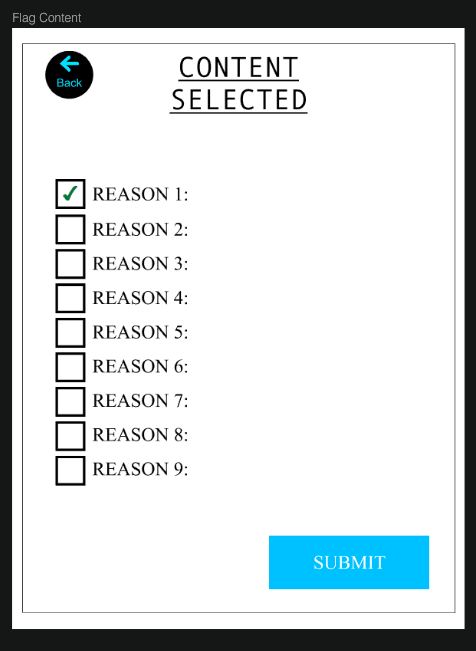 Flag Content
Back
CONTENT
SELECTED
REASON 1:
REASON 2:
REASON 3:
REASON 4:
REASON 5:
REASON 6:
REASON 7:
REASON 8:
REASON 9:
SUBMIT